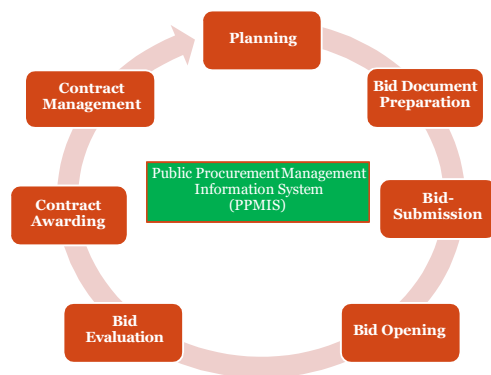 Planning
Bid Document
Preparation
Bid-
Submission
Bid Opening
Bid
Evaluation
Contract
Awarding
Contract
Management
Public Procurement Management
Information System
(PPMIS)